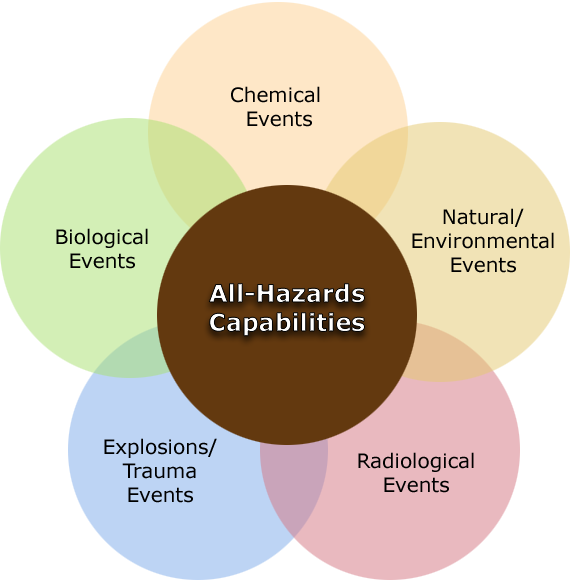 Chemical
Events
Natural/
Environmental
Events
Biological
Events
All-Hazards
Capabilities
Explosions/
Trauma
Events
Radiological
Events